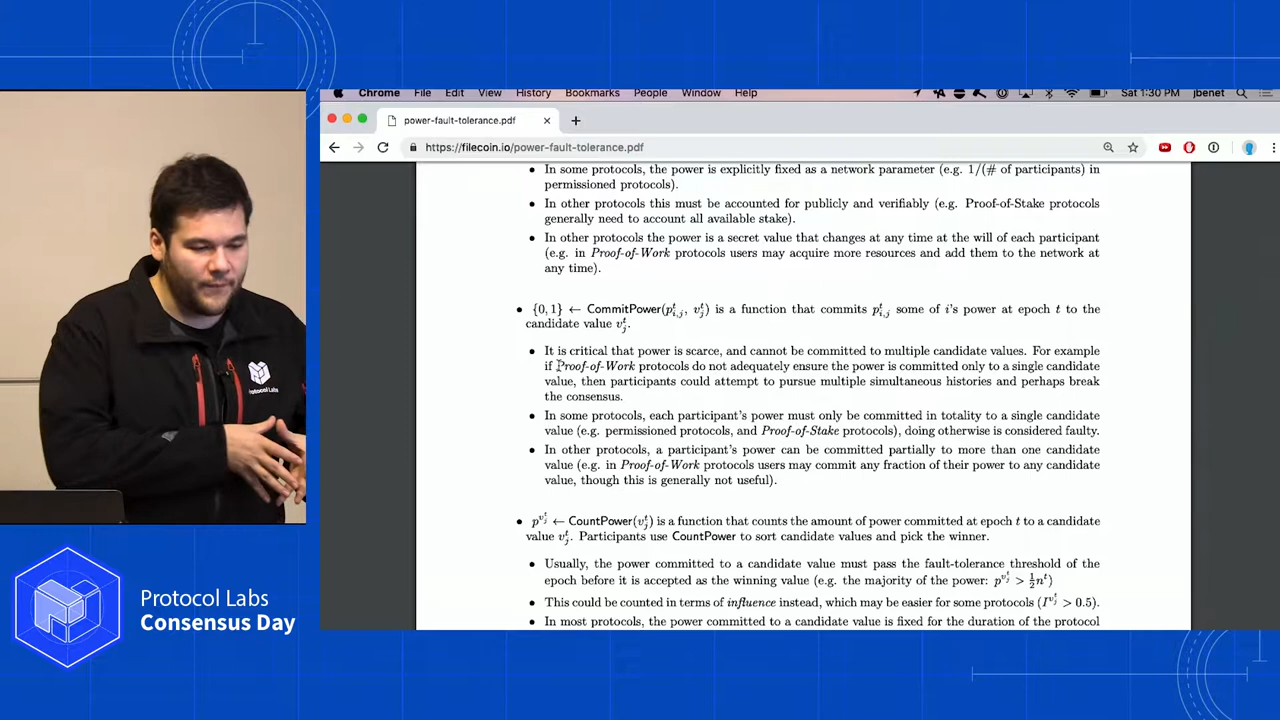 Chrome File Edit View History Bookmarks People Window Help Sat 1:30 PM jbenet
power-fault-tolerance.pdf
https://filecoin.io/power-fault-tolerance.pdf
• In some protocols, the power is explicitly fixed as a network parameter (e.g. 1/(# of participants) in
permissioned protocols).
• In other protocols this must be accounted for publicly and verifiably (e.g. Proof-of-Stake protocols
generally need to account all available stake).
• In other protocols the power is a secret value that changes at any time at the will of each participant
(e.g. in Proof-of-Work protocols users may acquire more resources and add them to the network at
any time).
• {0, 1} ← CommitPower(p^t_{i,j}, v^t_j) is a function that commits p^t_{i,j} some of i's power at epoch t to the
candidate value v^t_j.
• It is critical that power is scarce, and cannot be committed to multiple candidate values. For example
if Proof-of-Work protocols do not adequately ensure the power is committed only to a single candidate
value, then participants could attempt to pursue multiple simultaneous histories and perhaps break
the consensus.
• In some protocols, each participant's power must only be committed in totality to a single candidate
value (e.g. permissioned protocols, and Proof-of-Stake protocols), doing otherwise is considered faulty.
• In other protocols, a participant's power can be committed partially to more than one candidate
value (e.g. in Proof-of-Work protocols users may commit any fraction of their power to any candidate
value, though this is generally not useful).
• p^{v^t_j} ← CountPower(v^t_j) is a function that counts the amount of power committed at epoch t to a candidate
value v^t_j. Participants use CountPower to sort candidate values and pick the winner.
• Usually, the power committed to a candidate value must pass the fault-tolerance threshold of the
epoch before it is accepted as the winning value (e.g. the majority of the power: p^{v^t_j} > ½n^t)
• This could be counted in terms of influence instead, which may be easier for some protocols (I^{v^t_j} > 0.5).
• In most protocols, the power committed to a candidate value is fixed for the duration of the protocol
Protocol Labs
Protocol Labs
Consensus Day